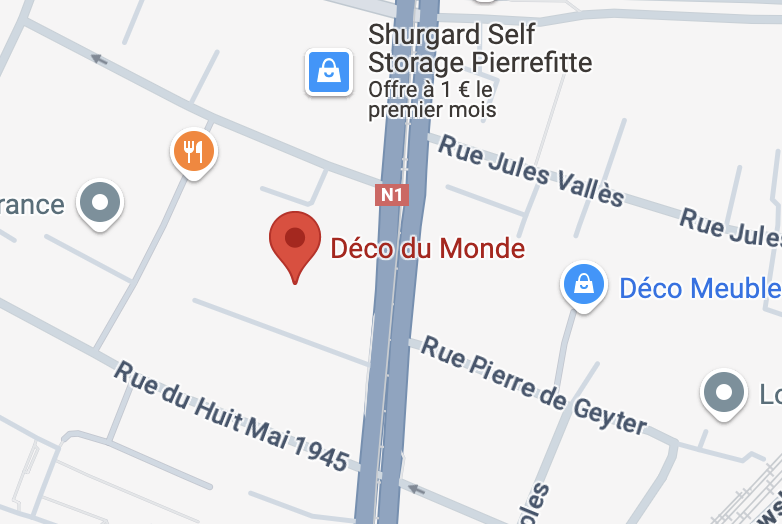 Shurgard Self
Storage Pierrefitte
Offre à 1 € le
premier mois
Rue Jules Vallès
N1
rance
Rue Jules
Déco du Monde
Déco Meuble
Rue Pierre de Geyter
Rue du Huit Mai 1945
Lo
oles